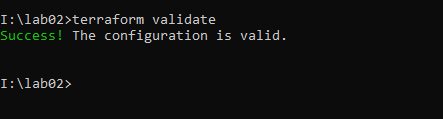 I:\lab02>terraform validate
Success! The configuration is valid.
I:\lab02>